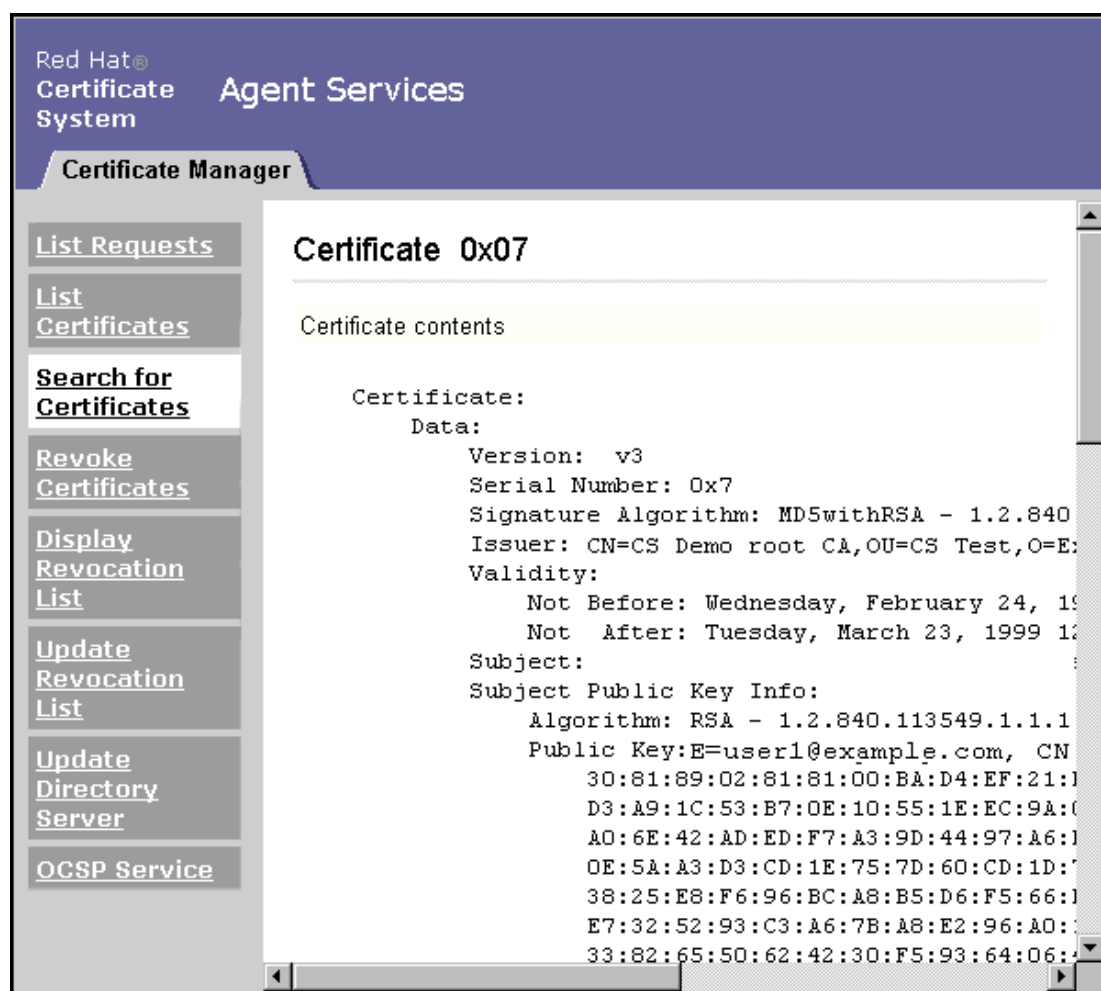 Red Hat®
Certificate
System
Agent Services
Certificate Manager
List Requests
List
Certificates
Search for
Certificates
Revoke
Certificates
Display
Revocation
List
Update
Revocation
List
Update
Directory
Server
OCSP Service
Certificate 0x07
Certificate contents
Certificate:
Data:
Version: v3
Serial Number: 0x7
Signature Algorithm: MD5withRSA - 1.2.840
Issuer: CN=CS Demo root CA,OU=CS Test,O=E
Validity:
Not Before: Wednesday, February 24, 1
Not After: Tuesday, March 23, 1999 12
Subject:
Subject Public Key Info:
Algorithm: RSA - 1.2.840.113549.1.1.1
Public Key:E=user1@example.com, CN
30:81:89:02:81:81:00:BA:D4:EF:21:
D3:A9:1C:53:B7:0E:10:55:1E:EC:9A:
A0:6E:42:AD:ED:F7:A3:9D:44:97:A6:
0E:5A:A3:D3:CD:1E:75:7D:60:CD:1D:
38:25:E8:F6:96:BC:A8:B5:D6:F5:66:
E7:32:52:93:C3:A6:7B:A8:E2:96:A0:
33:82:65:50:62:42:30:F5:93:64:06: